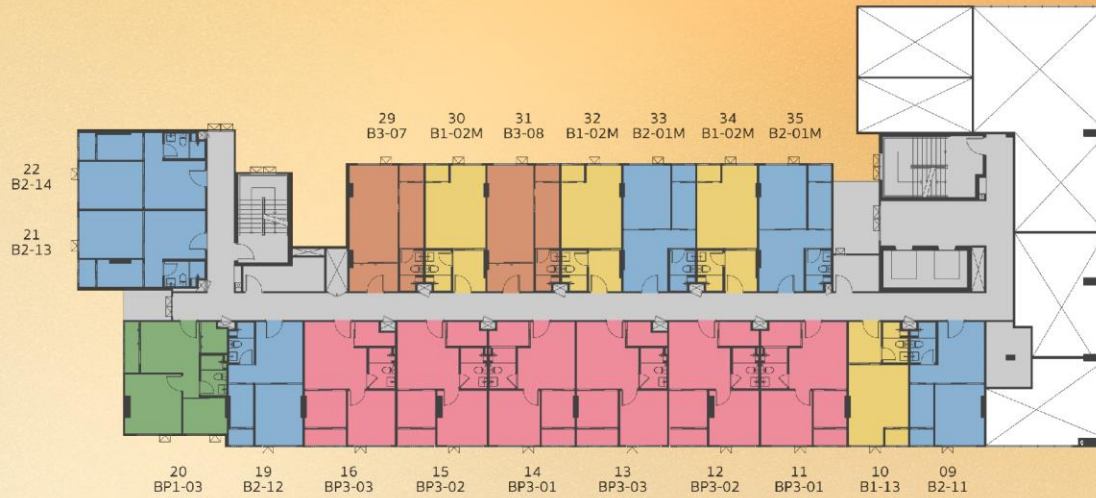 29
B3-07
30
B1-02M
31
B3-08
32
B1-02M
33
B2-01M
34
B1-02M
35
B2-01M
22
B2-14
21
B2-13
20
BP1-03
19
B2-12
16
BP3-03
15
BP3-02
14
BP3-01
13
BP3-03
12
BP3-02
11
BP3-01
10
B1-13
09
B2-11